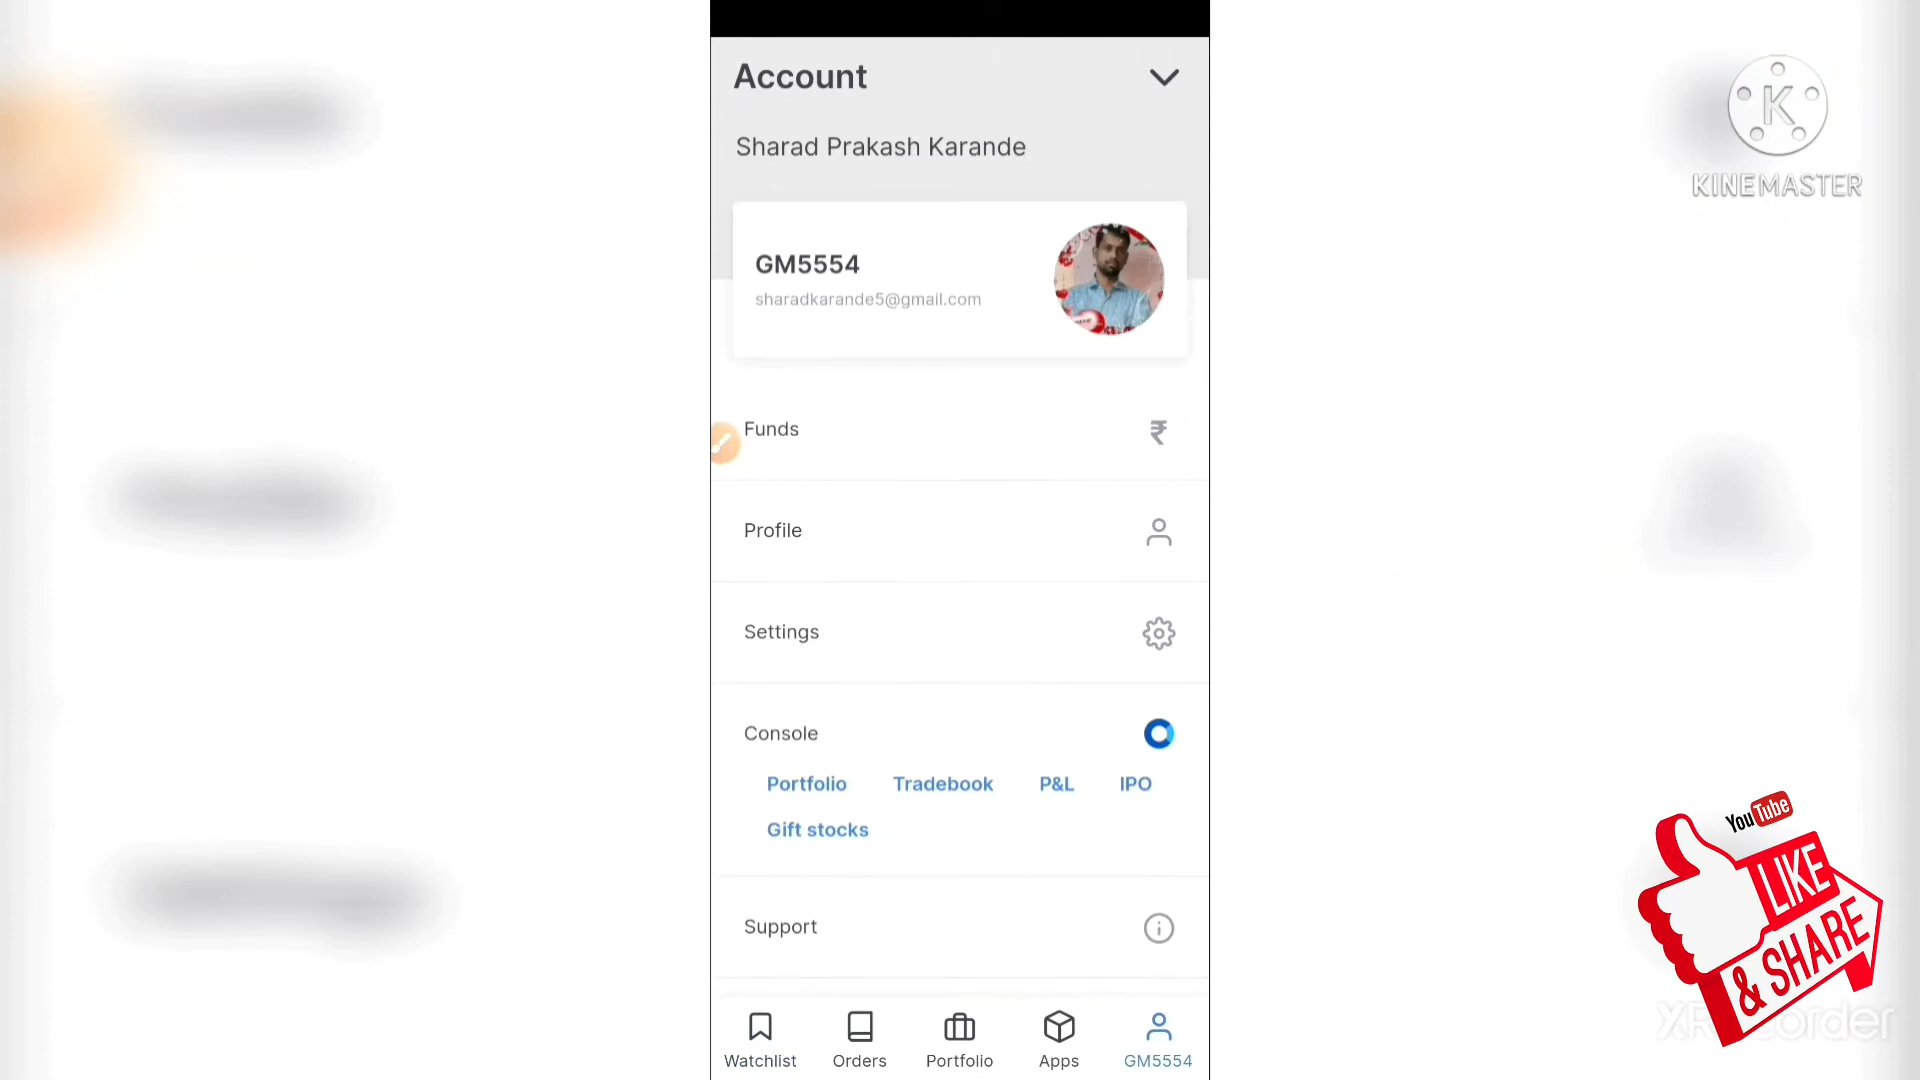 Account
Sharad Prakash Karande
GM5554
sharadkarande5@gmail.com
Funds
Profile
Settings
Console
Portfolio Tradebook P&L IPO
Gift stocks
Support
Watchlist Orders Portfolio Apps GM5554
K
KINEMASTER
YouTube
LIKE
& SHARE